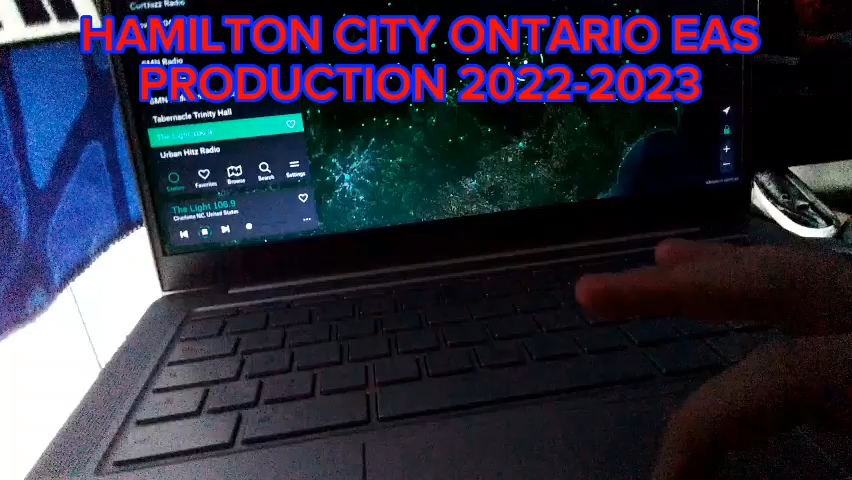 HAMILTON CITY ONTARIO EAS
PRODUCTION 2022-2023
Radio
Radio
Tabernacle Trinity Hall
The Light 106.9
Urban Hitz Radio
Explore
Favorites
Browse
Search
Settings
The Light 106.9
Charlotte NC, United States